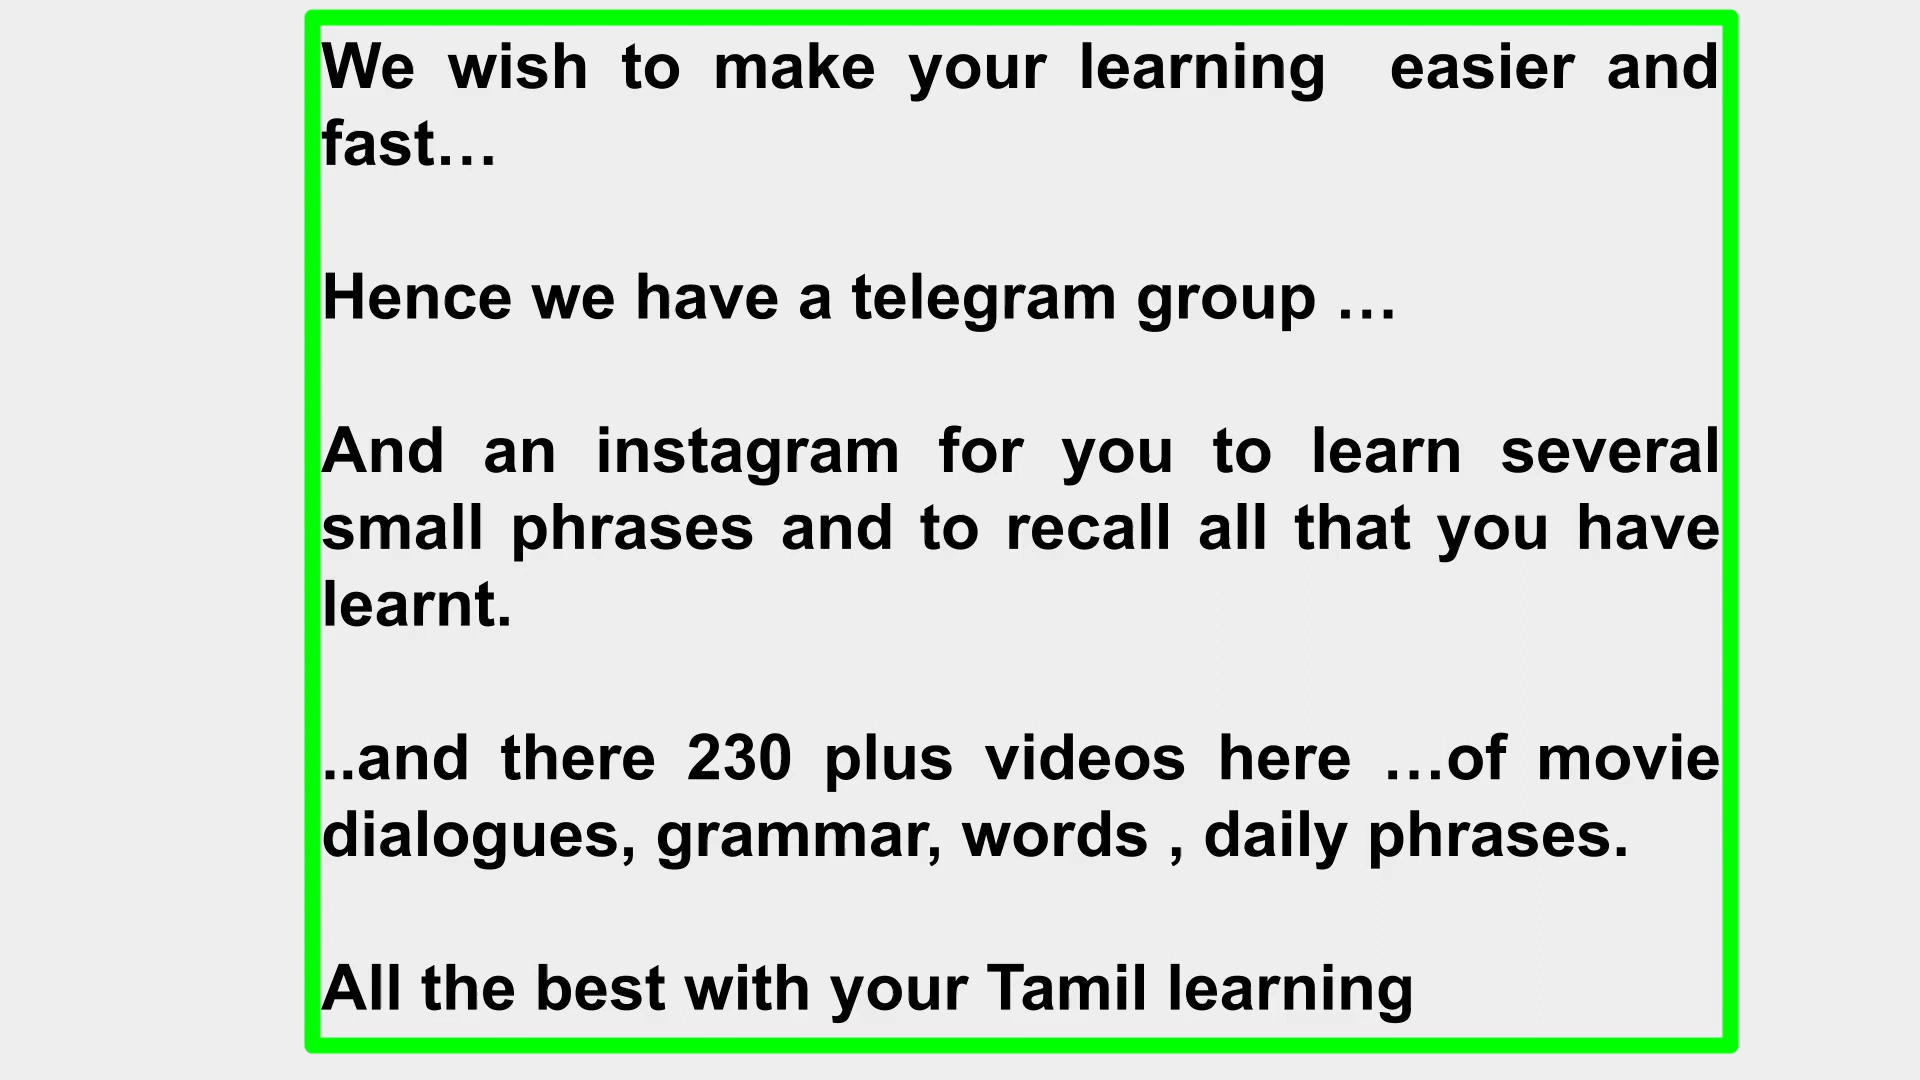 We wish to make your learning easier and
fast…
Hence we have a telegram group …
And an instagram for you to learn several
small phrases and to recall all that you have
learnt.
..and there 230 plus videos here …of movie
dialogues, grammar, words , daily phrases.
All the best with your Tamil learning